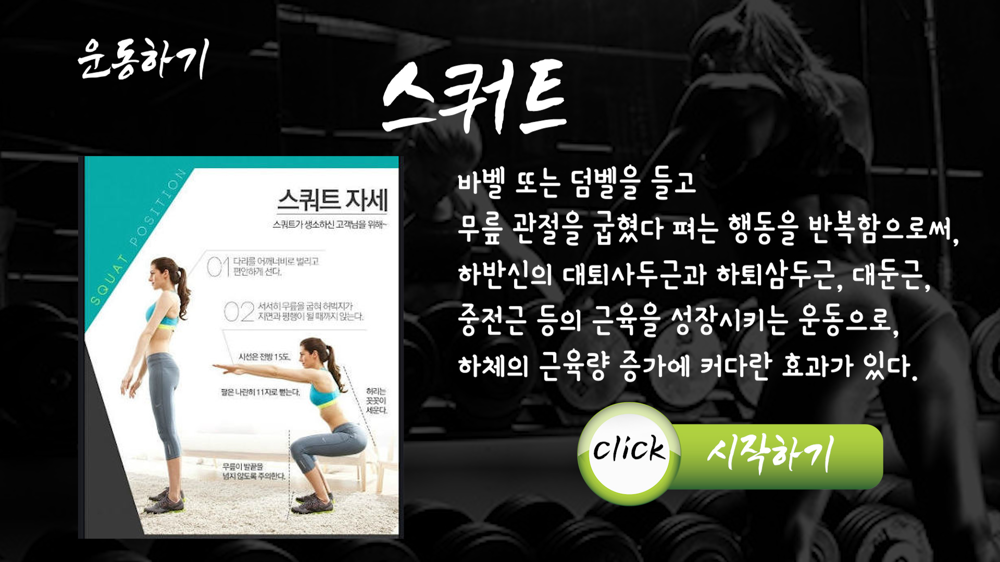 운동하기
스쿼트
SQUAT POSITION
스쿼트 자세
스쿼트가 생소하신 고객님을 위해~
01 다리를 어깨너비로 벌리고
편안하게 선다.
02 서서히 무릎을 굽혀 허벅지가
지면과 평행이 될 때까지 앉는다.
시선은 전방 15도.
팔은 나란히 11자로 뻗는다.
허리는
꼿꼿이
세운다.
무릎이 발끝을
넘지 않도록 주의한다.
바벨 또는 덤벨을 들고
무릎 관절을 굽혔다 펴는 행동을 반복함으로써,
하반신의 대퇴사두근과 하퇴삼두근, 대둔근,
중전근 등의 근육을 성장시키는 운동으로,
하체의 근육량 증가에 커다란 효과가 있다.
click 시작하기